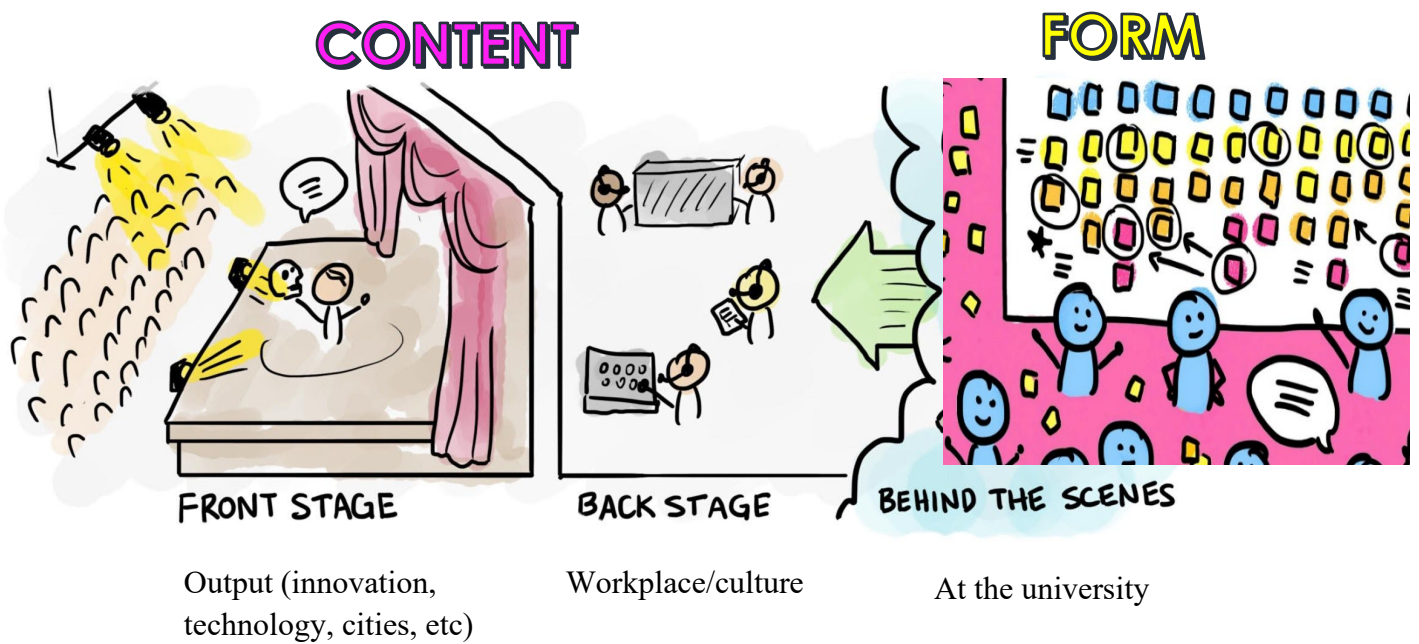 CONTENT
FORM
FRONT STAGE
BACK STAGE
BEHIND THE SCENES
Output (innovation,
technology, cities, etc)
Workplace/culture
At the university